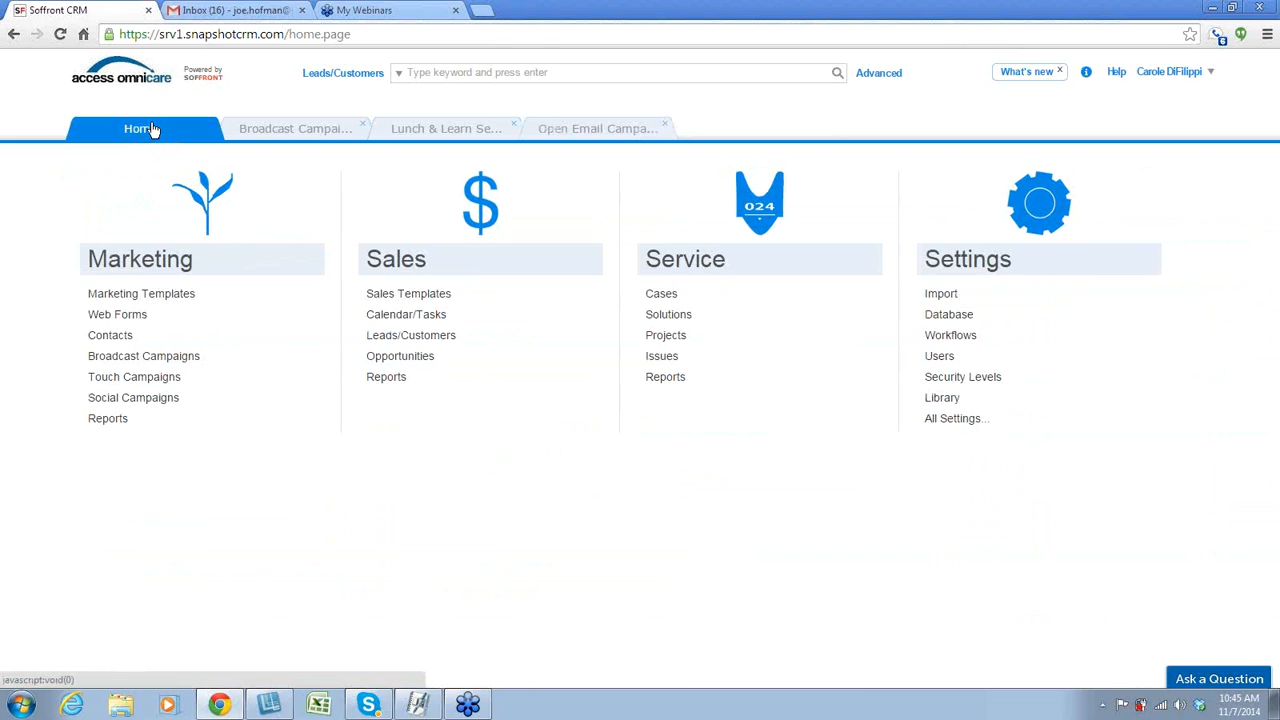 Soffront CRM
Inbox (16) - joe.hofman@
My Webinars
https://srv1.snapshotcrm.com/home.page
6
access omnicare
Powered by
SOFFRONT
Leads/Customers
Type keyword and press enter
Advanced
What's new x
Help
Carole DiFilippi
Home
Broadcast Campai...
Lunch & Learn Se...
Open Email Campa...
024
Marketing
Marketing Templates
Web Forms
Contacts
Broadcast Campaigns
Touch Campaigns
Social Campaigns
Reports
Sales
Sales Templates
Calendar/Tasks
Leads/Customers
Opportunities
Reports
Service
Cases
Solutions
Projects
Issues
Reports
Settings
Import
Database
Workflows
Users
Security Levels
Library
All Settings...
javascript:void(0)
Ask a Question
10:45 AM
11/7/2014